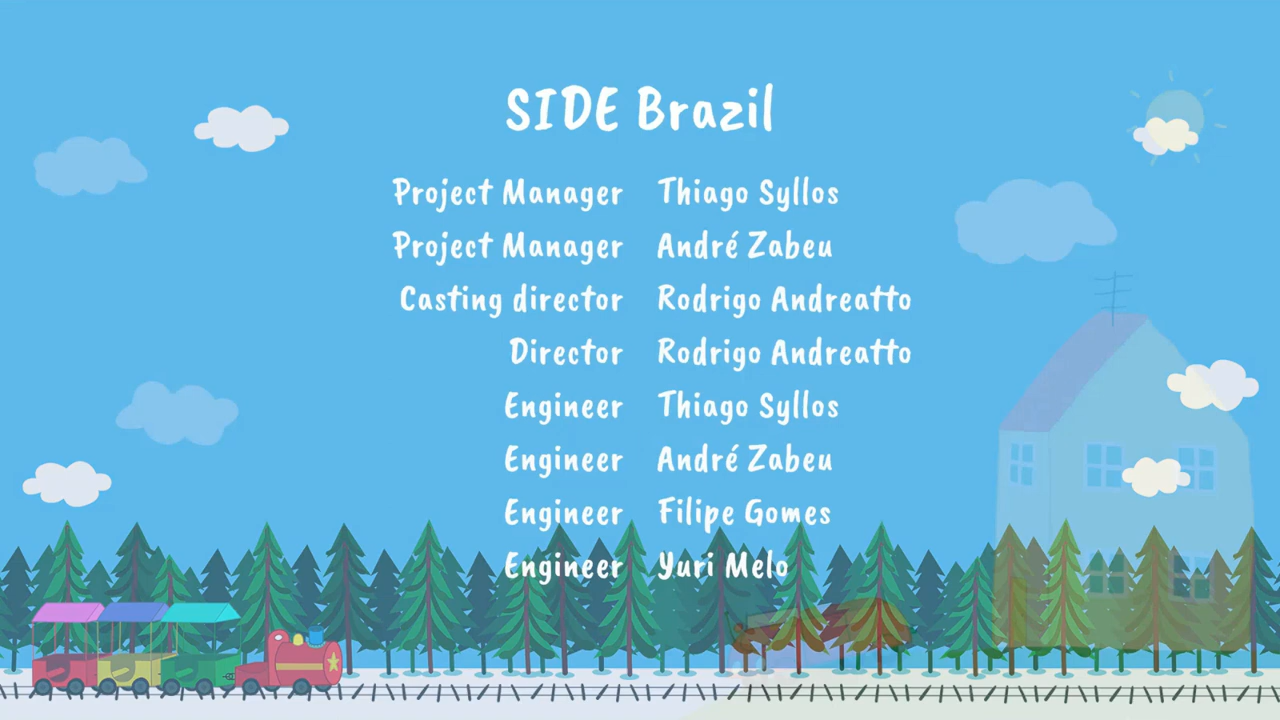 SIDE Brazil
Project Manager Thiago Syllos
Project Manager André Zabeu
Casting director Rodrigo Andreatto
Director Rodrigo Andreatto
Engineer Thiago Syllos
Engineer André Zabeu
Engineer Filipe Gomes
Engineer Yuri Melo